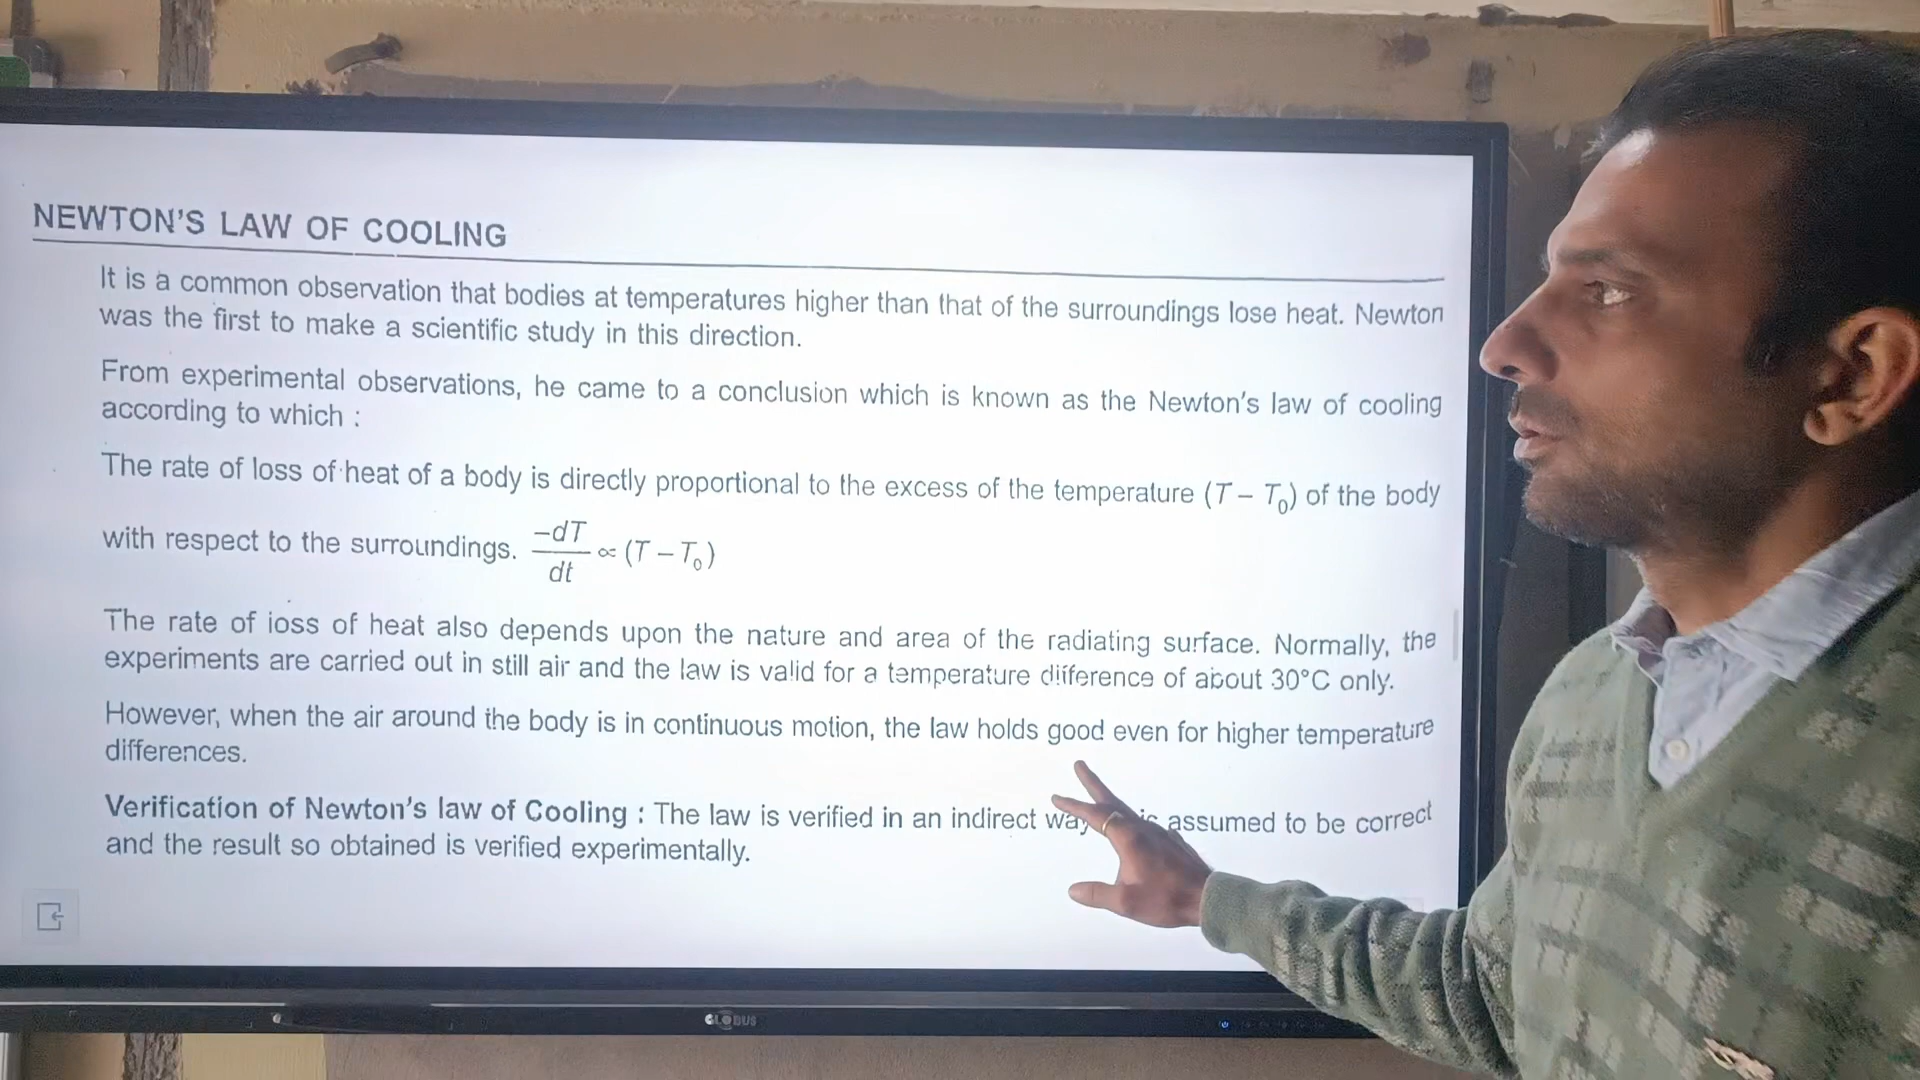 NEWTON'S LAW OF COOLING
It is a common observation that bodies at temperatures higher than that of the surroundings lose heat. Newton
was the first to make a scientific study in this direction.
From experimental observations, he came to a conclusion which is known as the Newton's law of cooling
according to which :
The rate of loss of heat of a body is directly proportional to the excess of the temperature (T – T₀) of the body
with respect to the surroundings. –dT/dt ∝ (T – T₀)
The rate of loss of heat also depends upon the nature and area of the radiating surface. Normally, the
experiments are carried out in still air and the law is valid for a temperature difference of about 30°C only.
However, when the air around the body is in continuous motion, the law holds good even for higher temperature
differences.
Verification of Newton's law of Cooling : The law is verified in an indirect way assumed to be correct
and the result so obtained is verified experimentally.
GLOBUS